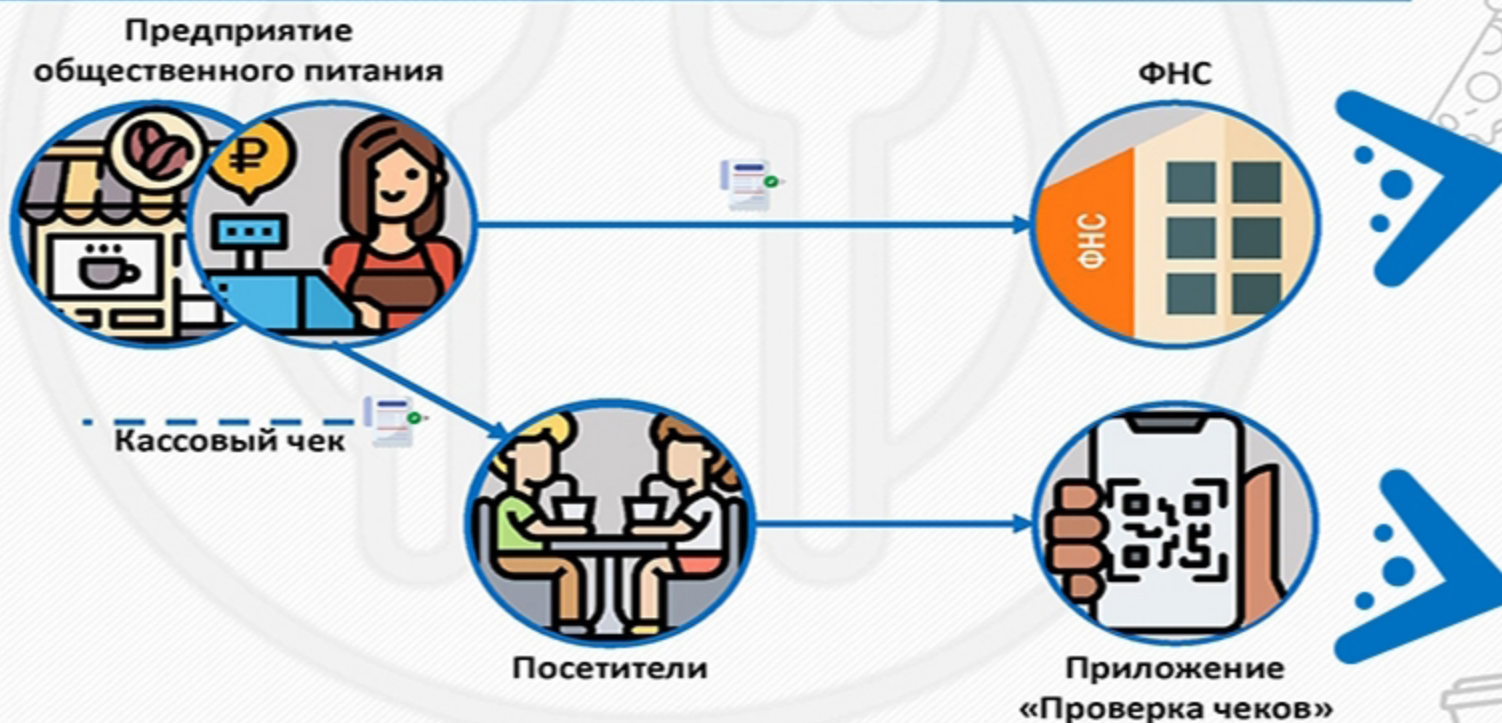 Предприятие
общественного питания
ФНС
₽
ФНС
Кассовый чек
Посетители
Приложение
«Проверка чеков»